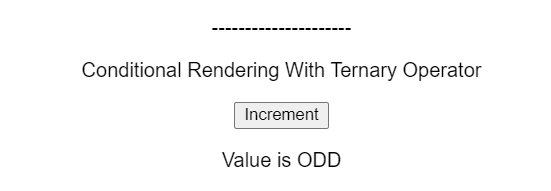 ---------------------
Conditional Rendering With Ternary Operator
Increment
Value is ODD